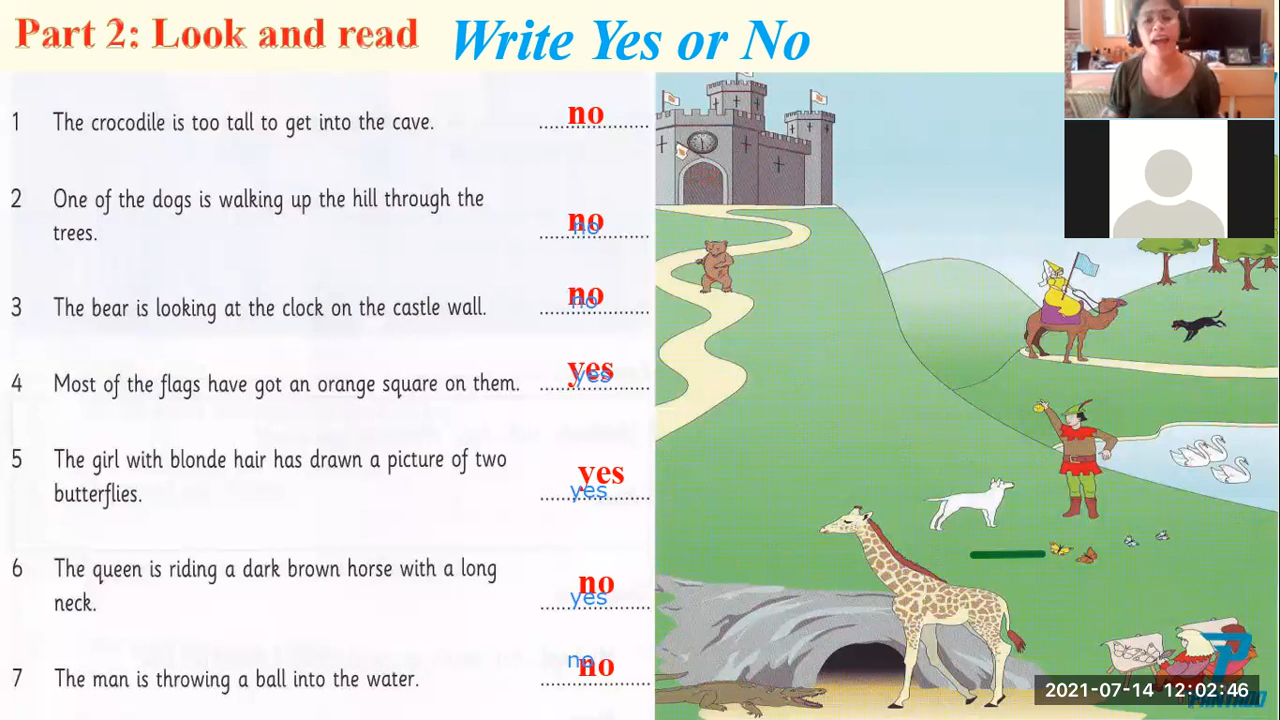 Part 2: Look and read
Write Yes or No
1 The crocodile is too tall to get into the cave. no
2 One of the dogs is walking up the hill through the
trees. no
no
3 The bear is looking at the clock on the castle wall. no
no
4 Most of the flags have got an orange square on them. yes
yes
5 The girl with blonde hair has drawn a picture of two
butterflies. yes
yes
6 The queen is riding a dark brown horse with a long
neck. no
yes
7 The man is throwing a ball into the water. no
no
2021-07-14 12:02:46
PANTADO